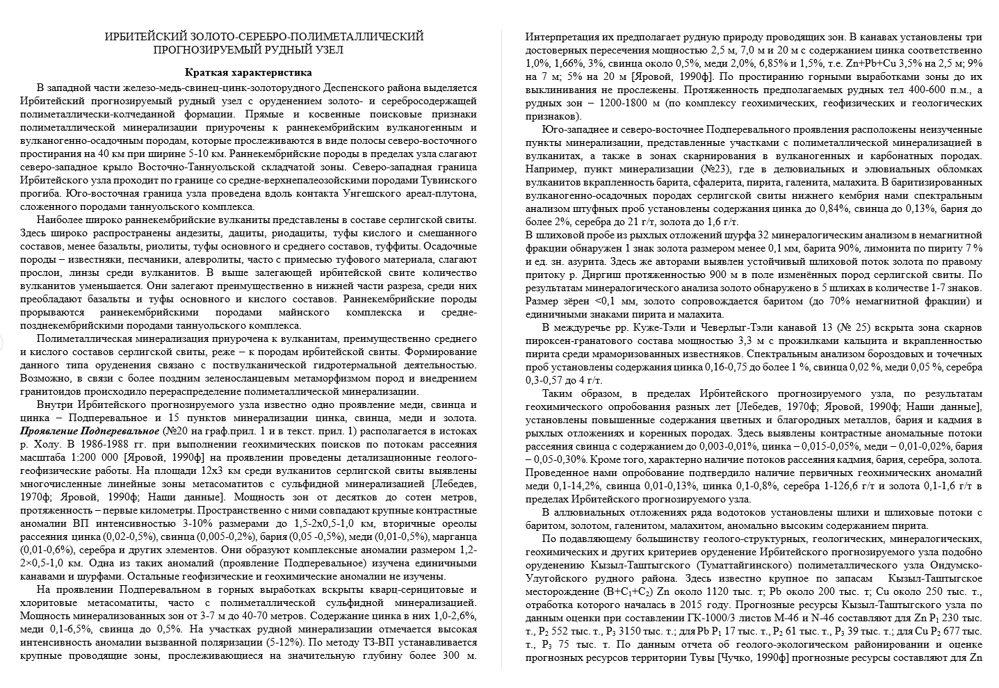 ИРБИТЕЙСКИЙ ЗОЛОТО-СЕРЕБРО-ПОЛИМЕТАЛЛИЧЕСКИЙ
ПРОГНОЗИРУЕМЫЙ РУДНЫЙ УЗЕЛ
Краткая характеристика
В западной части железо-медь-свинец-цинк-золоторудного Деспенского района выделяется
Ирбитейский прогнозируемый рудный узел с оруденением золото- и серебросодержащей
полиметаллически-колчеданной формации. Прямые и косвенные поисковые признаки
полиметаллической минерализации приурочены к раннекембрийским вулканогенным и
вулканогенно-осадочным породам, которые прослеживаются в виде полосы северо-восточного
простирания на 40 км при ширине 5-10 км. Раннекембрийские породы в пределах узла слагают
северо-западное крыло Восточно-Таннуольской складчатой зоны. Северо-западная граница
Ирбитейского узла проходит по границе со средне-верхнепалеозойскими породами Тувинского
прогиба. Юго-восточная граница узла проведена вдоль контакта Унгешского ареал-плутона,
сложенного породами таннуольского комплекса.
Наиболее широко раннекембрийские вулканиты представлены в составе серлигской свиты.
Здесь широко распространены андезиты, дациты, риодациты, туфы кислого и смешанного
составов, менее базальты, риолиты, туфы основного и среднего составов, туффиты. Осадочные
породы – известняки, песчаники, алевролиты, часто с примесью туфового материала, слагают
прослои, линзы среди вулканитов. В выше залегающей ирбитейской свите количество
вулканитов уменьшается. Они залегают преимущественно в нижней части разреза, среди них
преобладают базальты и туфы основного и кислого составов. Раннекембрийские породы
прорываются раннекембрийскими породами майнского комплекска и средне-
позднекембрийскими породами таннуольского комплекса.
Полиметаллическая минерализация приурочена к вулканитам, преимущественно среднего
и кислого составов серлигской свиты, реже – к породам ирбитейской свиты. Формирование
данного типа оруденения связано с поствулканической гидротермальной деятельностью.
Возможно, в связи с более поздним зеленосланцевым метаморфизмом пород и внедрением
гранитоидов происходило перераспределение полиметаллической минерализации.
Внутри Ирбитейского прогнозируемого узла известно одно проявление меди, свинца и
цинка – Подперевальное и 15 пунктов минерализации цинка, свинца, меди и золота.
Проявление Подперевальное (№20 на граф.прил. 1 и в текст. прил. 1) располагается в истоках
р. Холу. В 1986-1988 гг. при выполнении геохимических поисков по потокам рассеяния
масштаба 1:200 000 [Яровой, 1990ф] на проявлении проведены детализационные геолого-
геофизические работы. На площади 12х3 км среди вулканитов серлигской свиты выявлены
многочисленные линейные зоны метасоматитов с сульфидной минерализацией [Лебедев,
1970ф; Яровой, 1990ф; Наши данные]. Мощность зон от десятков до сотен метров,
протяженность – первые километры. Пространственно с ними совпадают крупные контрастные
аномалии ВП интенсивностью 3-10% размерами до 1,5-2х0,5-1,0 км, вторичные ореолы
рассеяния цинка (0,02-0,5%), свинца (0,005-0,2%), бария (0,05 -0,5%), меди (0,01-0,5%), марганца
(0,01-0,6%), серебра и других элементов. Они образуют комплексные аномалии размером 1,2-
2×0,5-1,0 км. Одна из таких аномалий (проявление Подперевальное) изучена единичными
канавами и шурфами. Остальные геофизические и геохимические аномалии не изучены.
На проявлении Подперевальном в горных выработках вскрыты кварц-серицитовые и
хлоритовые метасоматиты, часто с полиметаллической сульфидной минерализацией.
Мощность минерализованных зон от 3-7 м до 40-70 метров. Содержание цинка в них 1,0-2,6%,
меди 0,1-6,5%, свинца до 0,5%. На участках рудной минерализации отмечается высокая
интенсивность аномалии вызванной поляризации (5-12%). По методу ТЗ-ВП устанавливается
крупные проводящие зоны, прослеживающиеся на значительную глубину более 300 м.
Интерпретация их предполагает рудную природу проводящих зон. В канавах установлены три
достоверных пересечения мощностью 2,5 м, 7,0 м и 20 м с содержанием цинка соответственно
1,0%, 1,66%, 3%, свинца около 0,5%, меди 2,0%, 6,85% и 1,5%, т.е. Zn+Pb+Cu 3,5% на 2,5 м; 9%
на 7 м; 5% на 20 м [Яровой, 1990ф]. По простиранию горными выработками зоны до их
выклинивания не прослежены. Протяженность предполагаемых рудных тел 400-600 п.м., а
рудных зон – 1200-1800 м (по комплексу геохимических, геофизических и геологических
признаков).
Юго-западнее и северо-восточнее Подперевального проявления расположены неизученные
пункты минерализации, представленные участками с полиметаллической минерализацией в
вулканитах, а также в зонах скарнирования в вулканогенных и карбонатных породах.
Например, пункт минерализации (№23), где в делювиальных и элювиальных обломках
вулканитов вкрапленность барита, сфалерита, пирита, галенита, малахита. В баритизированных
вулканогенно-осадочных породах серлигской свиты нижнего кембрия нами спектральным
анализом штуфных проб установлены содержания цинка до 0,84%, свинца до 0,13%, бария до
более 2%, серебра до 21 г/т, золота до 1,6 г/т.
В шлиховой пробе из рыхлых отложений шурфа 32 минералогическим анализом в немагнитной
фракции обнаружен 1 знак золота размером менее 0,1 мм, барита 90%, лимонита по пириту 7 %
и ед. зн. азурита. Здесь же авторами выявлен устойчивый шлиховой поток золота по правому
притоку р. Диргиш протяженностью 900 м в поле изменённых пород серлигской свиты. По
результатам минералогического анализа золото обнаружено в 5 шлихах в количестве 1-7 знаков.
Размер зёрен <0,1 мм, золото сопровождается баритом (до 70% немагнитной фракции) и
единичными знаками пирита и малахита.
В междуречье рр. Куже-Тэли и Чеверлыг-Тэли канавой 13 (№ 25) вскрыта зона скарнов
пироксен-гранатового состава мощностью 3,3 м с прожилками кальцита и вкрапленностью
пирита среди мраморизованных известняков. Спектральным анализом бороздовых и точечных
проб установлены содержания цинка 0,16-0,75 до более 1 %, свинца 0,02 %, меди 0,05 %, серебра
0,3-0,57 до 4 г/т.
Таким образом, в пределах Ирбитейского прогнозируемого узла, по результатам
геохимического опробования разных лет [Лебедев, 1970ф; Яровой, 1990ф; Наши данные],
установлены повышенные содержания цветных и благородных металлов, бария и кадмия в
рыхлых отложениях и коренных породах. Здесь выявлены контрастные аномальные потоки
рассеяния свинца с содержанием до 0,003-0,01%, цинка – 0,015-0,05%, меди – 0,01-0,02%, бария
– 0,05-0,30%. Кроме того, характерно наличие потоков рассеяния кадмия, бария, серебра, золота.
Проведенное нами опробование подтвердило наличие первичных геохимических аномалий
меди 0,1-14,2%, свинца 0,01-0,13%, цинка 0,1-0,8%, серебра 1-126,6 г/т и золота 0,1-1,6 г/т в
пределах Ирбитейского прогнозируемого узла.
В аллювиальных отложениях ряда водотоков установлены шлихи и шлиховые потоки с
баритом, золотом, галенитом, малахитом, аномально высоким содержанием пирита.
По подавляющему большинству геолого-структурных, геологических, минералогических,
геохимических и других критериев оруденение Ирбитейского прогнозируемого узла подобно
оруденению Кызыл-Таштыгского (Туматтайгинского) полиметаллического узла Ондумско-
Улугойского рудного района. Здесь известно крупное по запасам Кызыл-Таштыгское
месторождение (B+C₁+C₂) Zn около 1120 тыс. т; Pb около 200 тыс. т; Cu около 250 тыс. т.,
отработка которого началась в 2015 году. Прогнозные ресурсы Кызыл-Таштыгского узла по
данным оценки при составлении ГК-1000/3 листов М-46 и N-46 составляют для Zn P₁ 230 тыс.
т., P₂ 552 тыс. т., P₃ 3150 тыс. т.; для Pb P₁ 17 тыс. т., P₂ 61 тыс. т., P₃ 39 тыс. т.; для Cu P₂ 677 тыс.
т., P₃ 75 тыс. т. По данным отчета об геолого-экологическом районировании и оценке
прогнозных ресурсов территории Тувы [Чучко, 1990ф] прогнозные ресурсы составляют для Zn